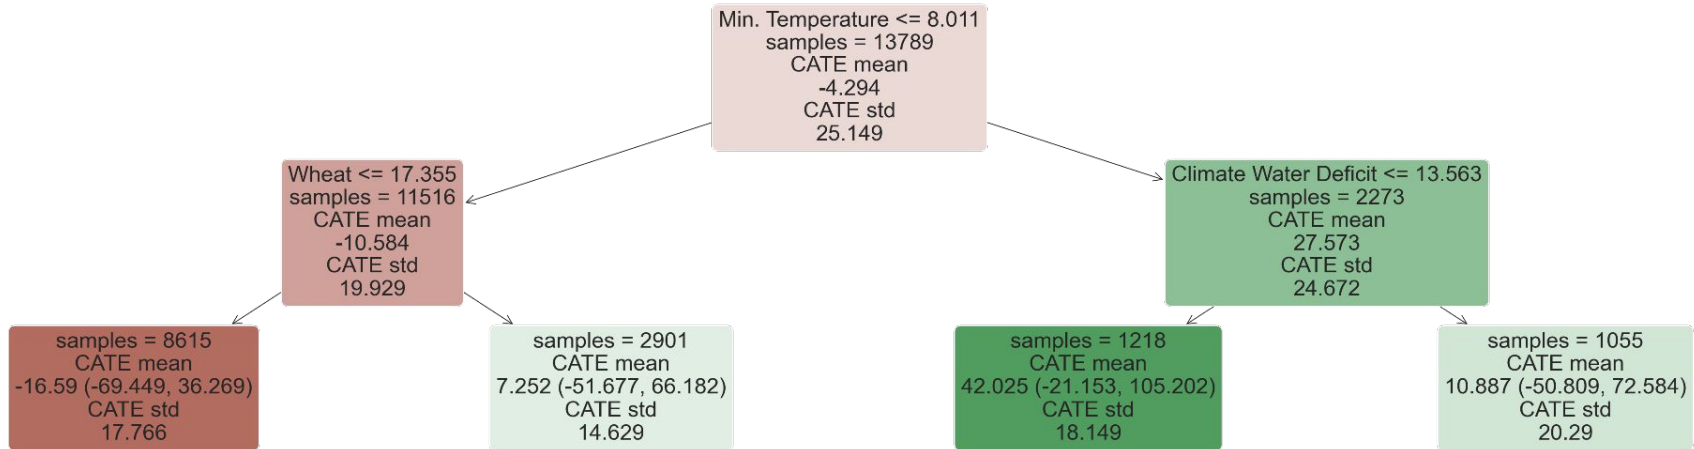 Min. Temperature <= 8.011
samples = 13789
CATE mean
-4.294
CATE std
25.149
Wheat <= 17.355
samples = 11516
CATE mean
-10.584
CATE std
19.929
Climate Water Deficit <= 13.563
samples = 2273
CATE mean
27.573
CATE std
24.672
samples = 8615
CATE mean
-16.59 (-69.449, 36.269)
CATE std
17.766
samples = 2901
CATE mean
7.252 (-51.677, 66.182)
CATE std
14.629
samples = 1218
CATE mean
42.025 (-21.153, 105.202)
CATE std
18.149
samples = 1055
CATE mean
10.887 (-50.809, 72.584)
CATE std
20.29